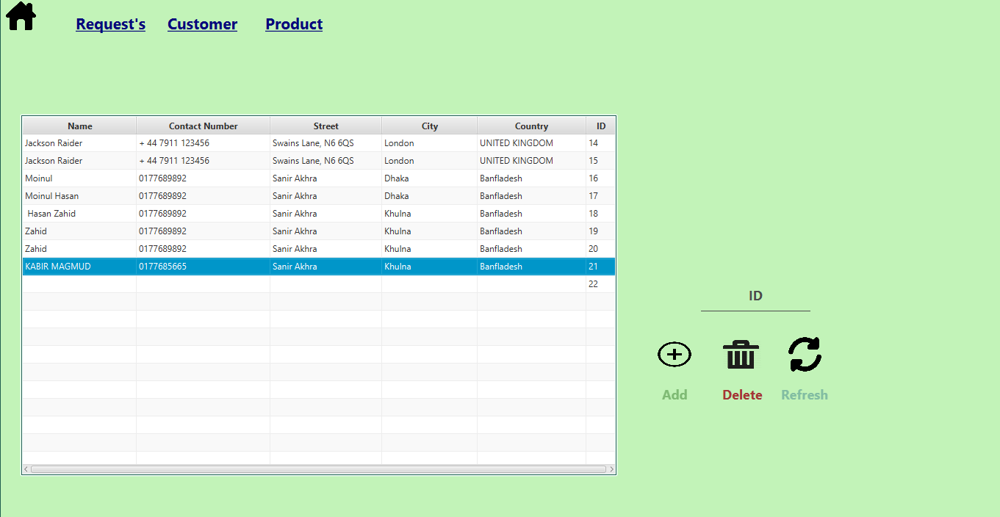 Request's Customer Product
Name Contact Number Street City Country ID
Jackson Raider + 44 7911 123456 Swains Lane, N6 6QS London UNITED KINGDOM 14
Jackson Raider + 44 7911 123456 Swains Lane, N6 6QS London UNITED KINGDOM 15
Moinul 0177689892 Sanir Akhra Dhaka Banfladesh 16
Moinul Hasan 0177689892 Sanir Akhra Dhaka Banfladesh 17
Hasan Zahid 0177689892 Sanir Akhra Khulna Banfladesh 18
Zahid 0177689892 Sanir Akhra Khulna Banfladesh 19
Zahid 0177689892 Sanir Akhra Khulna Banfladesh 20
KABIR MAGMUD 0177685665 Sanir Akhra Khulna Banfladesh 21
22
ID
Add Delete Refresh